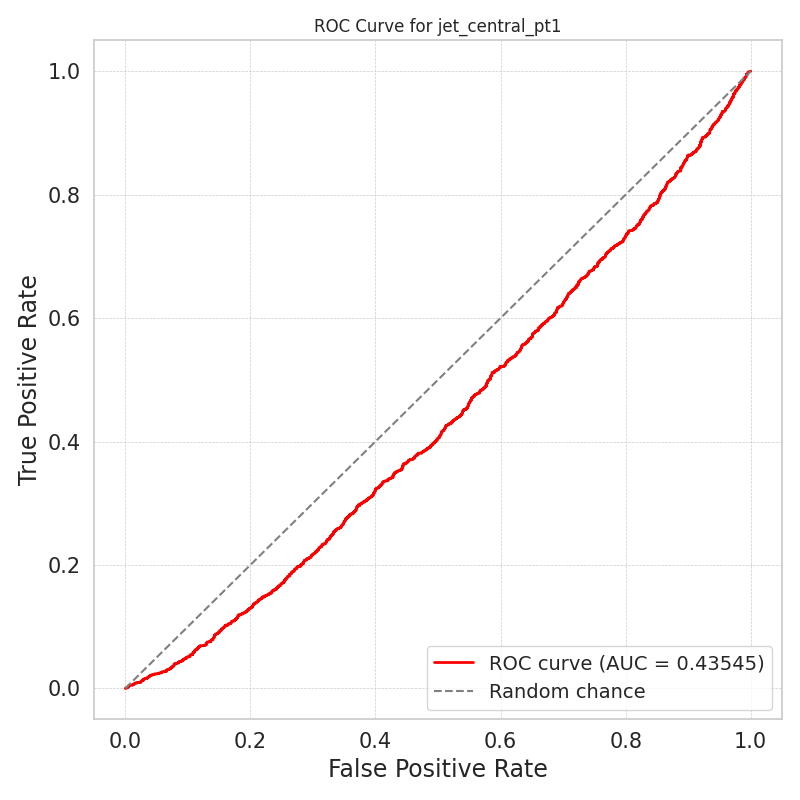 ROC Curve for jet_central_pt1
True Positive Rate
1.0
0.8
0.6
0.4
0.2
0.0
ROC curve (AUC = 0.43545)
Random chance
0.0 0.2 0.4 0.6 0.8 1.0
False Positive Rate